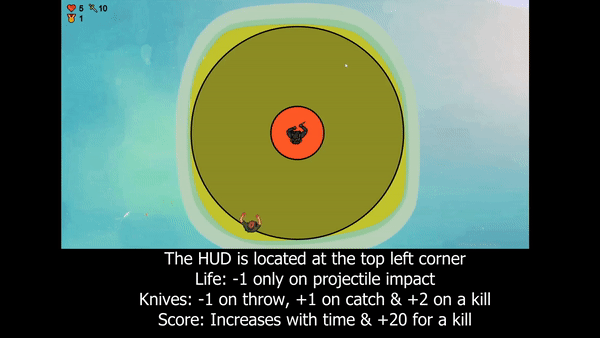 5 10
1
The HUD is located at the top left corner
Life: -1 only on projectile impact
Knives: -1 on throw, +1 on catch & +2 on a kill
Score: Increases with time & +20 for a kill